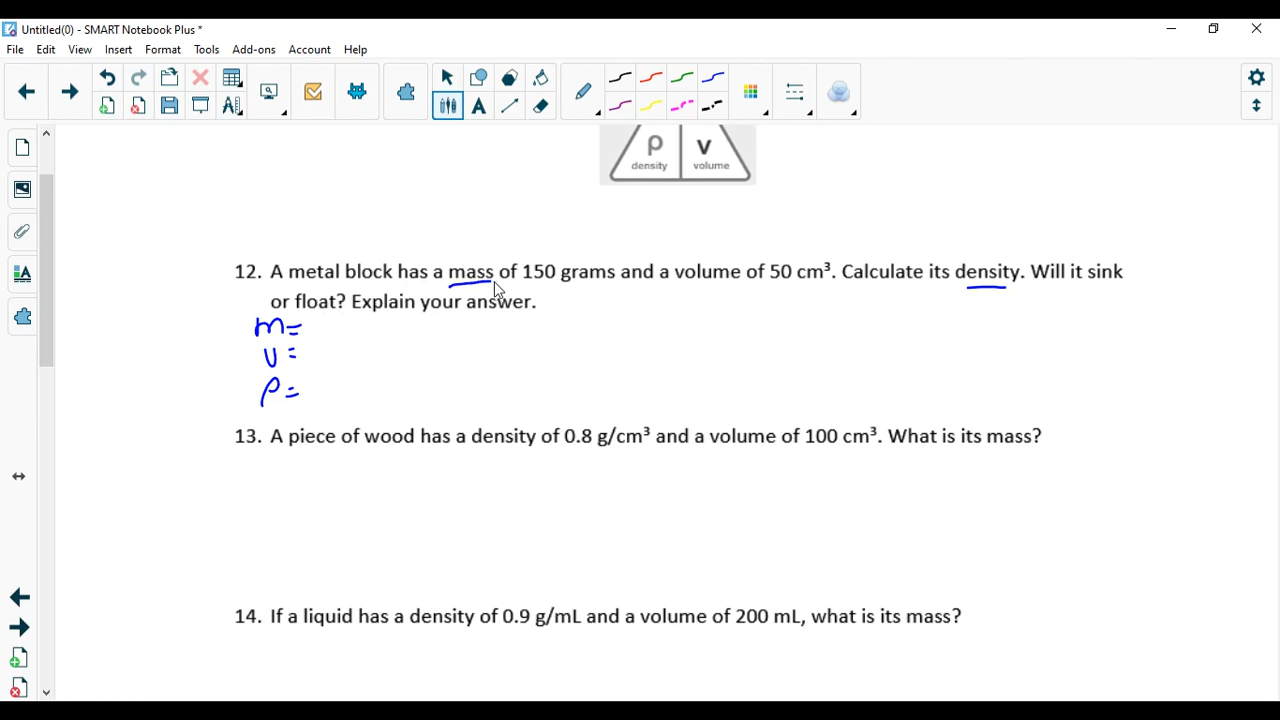 Untitled(0) - SMART Notebook Plus *
File Edit View Insert Format Tools Add-ons Account Help
ρ v
density volume
12. A metal block has a mass of 150 grams and a volume of 50 cm³. Calculate its density. Will it sink
or float? Explain your answer.
m=
v=
ρ=
13. A piece of wood has a density of 0.8 g/cm³ and a volume of 100 cm³. What is its mass?
14. If a liquid has a density of 0.9 g/mL and a volume of 200 mL, what is its mass?